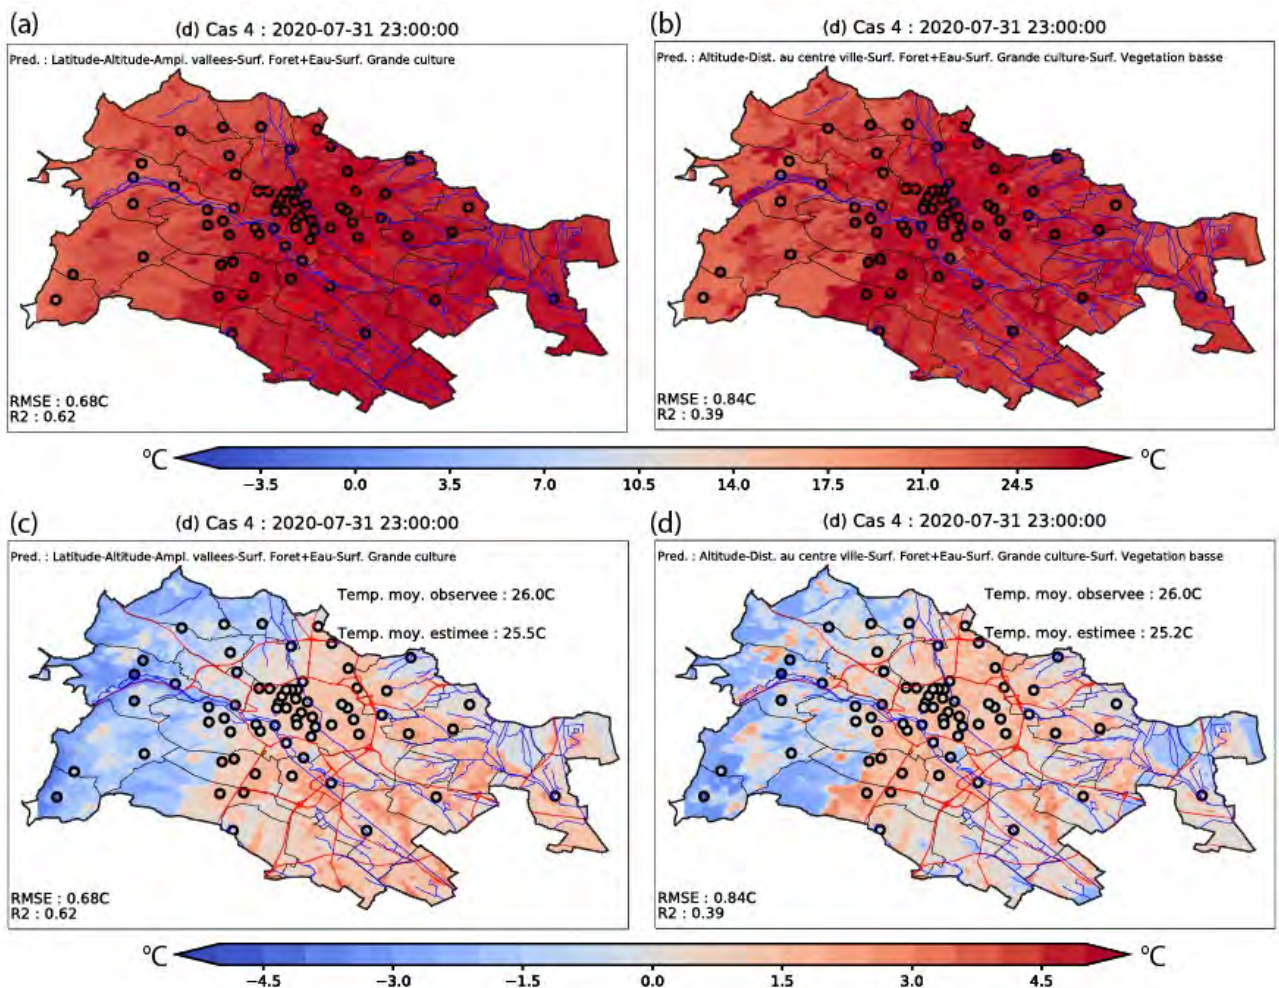 (a)
(d) Cas 4 : 2020-07-31 23:00:00
Pred. : Latitude-Altitude-Ampl. vallees-Surf. Foret+Eau-Surf. Grande culture
RMSE : 0.68C
R2 : 0.62
(b)
(d) Cas 4 : 2020-07-31 23:00:00
Pred. : Altitude-Dist. au centre ville-Surf. Foret+Eau-Surf. Grande culture-Surf. Vegetation basse
RMSE : 0.84C
R2 : 0.39
ºC
ºC
−3.5 0.0 3.5 7.0 10.5 14.0 17.5 21.0 24.5
(c)
(d) Cas 4 : 2020-07-31 23:00:00
Pred. : Latitude-Altitude-Ampl. vallees-Surf. Foret+Eau-Surf. Grande culture
Temp. moy. observee : 26.0C
Temp. moy. estimee : 25.5C
RMSE : 0.68C
R2 : 0.62
(d)
(d) Cas 4 : 2020-07-31 23:00:00
Pred. : Altitude-Dist. au centre ville-Surf. Foret+Eau-Surf. Grande culture-Surf. Vegetation basse
Temp. moy. observee : 26.0C
Temp. moy. estimee : 25.2C
RMSE : 0.84C
R2 : 0.39
ºC
ºC
−4.5 −3.0 −1.5 0.0 1.5 3.0 4.5